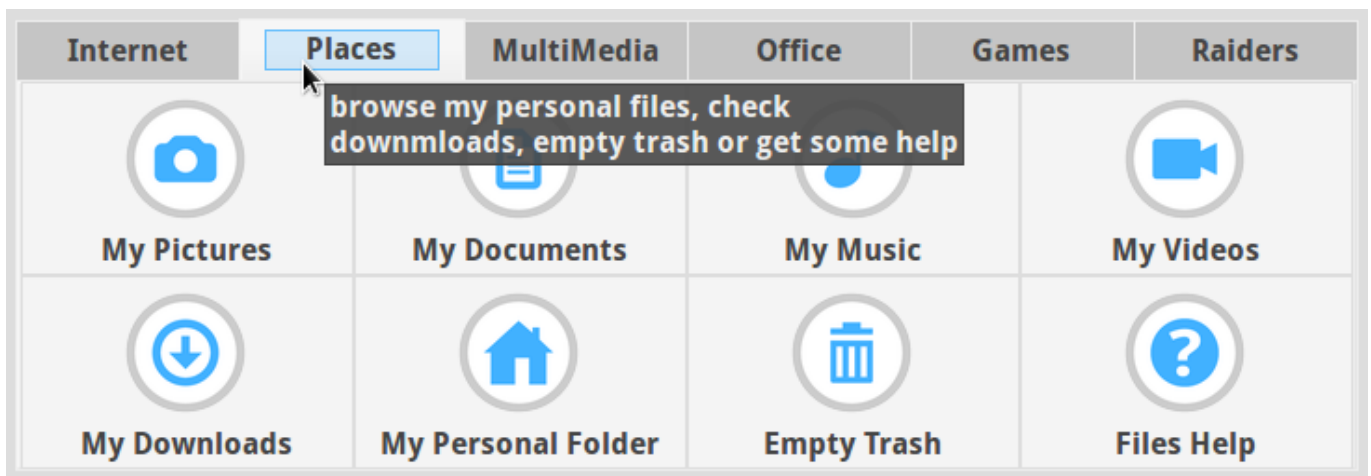 Internet Places MultiMedia Office Games Raiders
browse my personal files, check
downmloads, empty trash or get some help
My Pictures My Documents My Music My Videos
My Downloads My Personal Folder Empty Trash Files Help